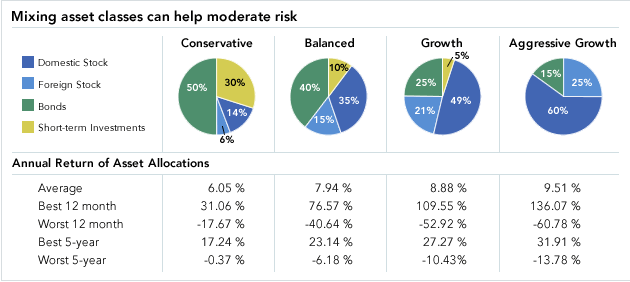 Mixing asset classes can help moderate risk
Conservative Balanced Growth Aggressive Growth
Domestic Stock
Foreign Stock
Bonds
Short-term Investments
50% 30% 14% 6%
40% 10% 35% 15%
25% 5% 49% 21%
15% 25% 60%
Annual Return of Asset Allocations
Average 6.05 % 7.94 % 8.88 % 9.51 %
Best 12 month 31.06 % 76.57 % 109.55 % 136.07 %
Worst 12 month -17.67 % -40.64 % -52.92 % -60.78 %
Best 5-year 17.24 % 23.14 % 27.27 % 31.91 %
Worst 5-year -0.37 % -6.18 % -10.43% -13.78 %